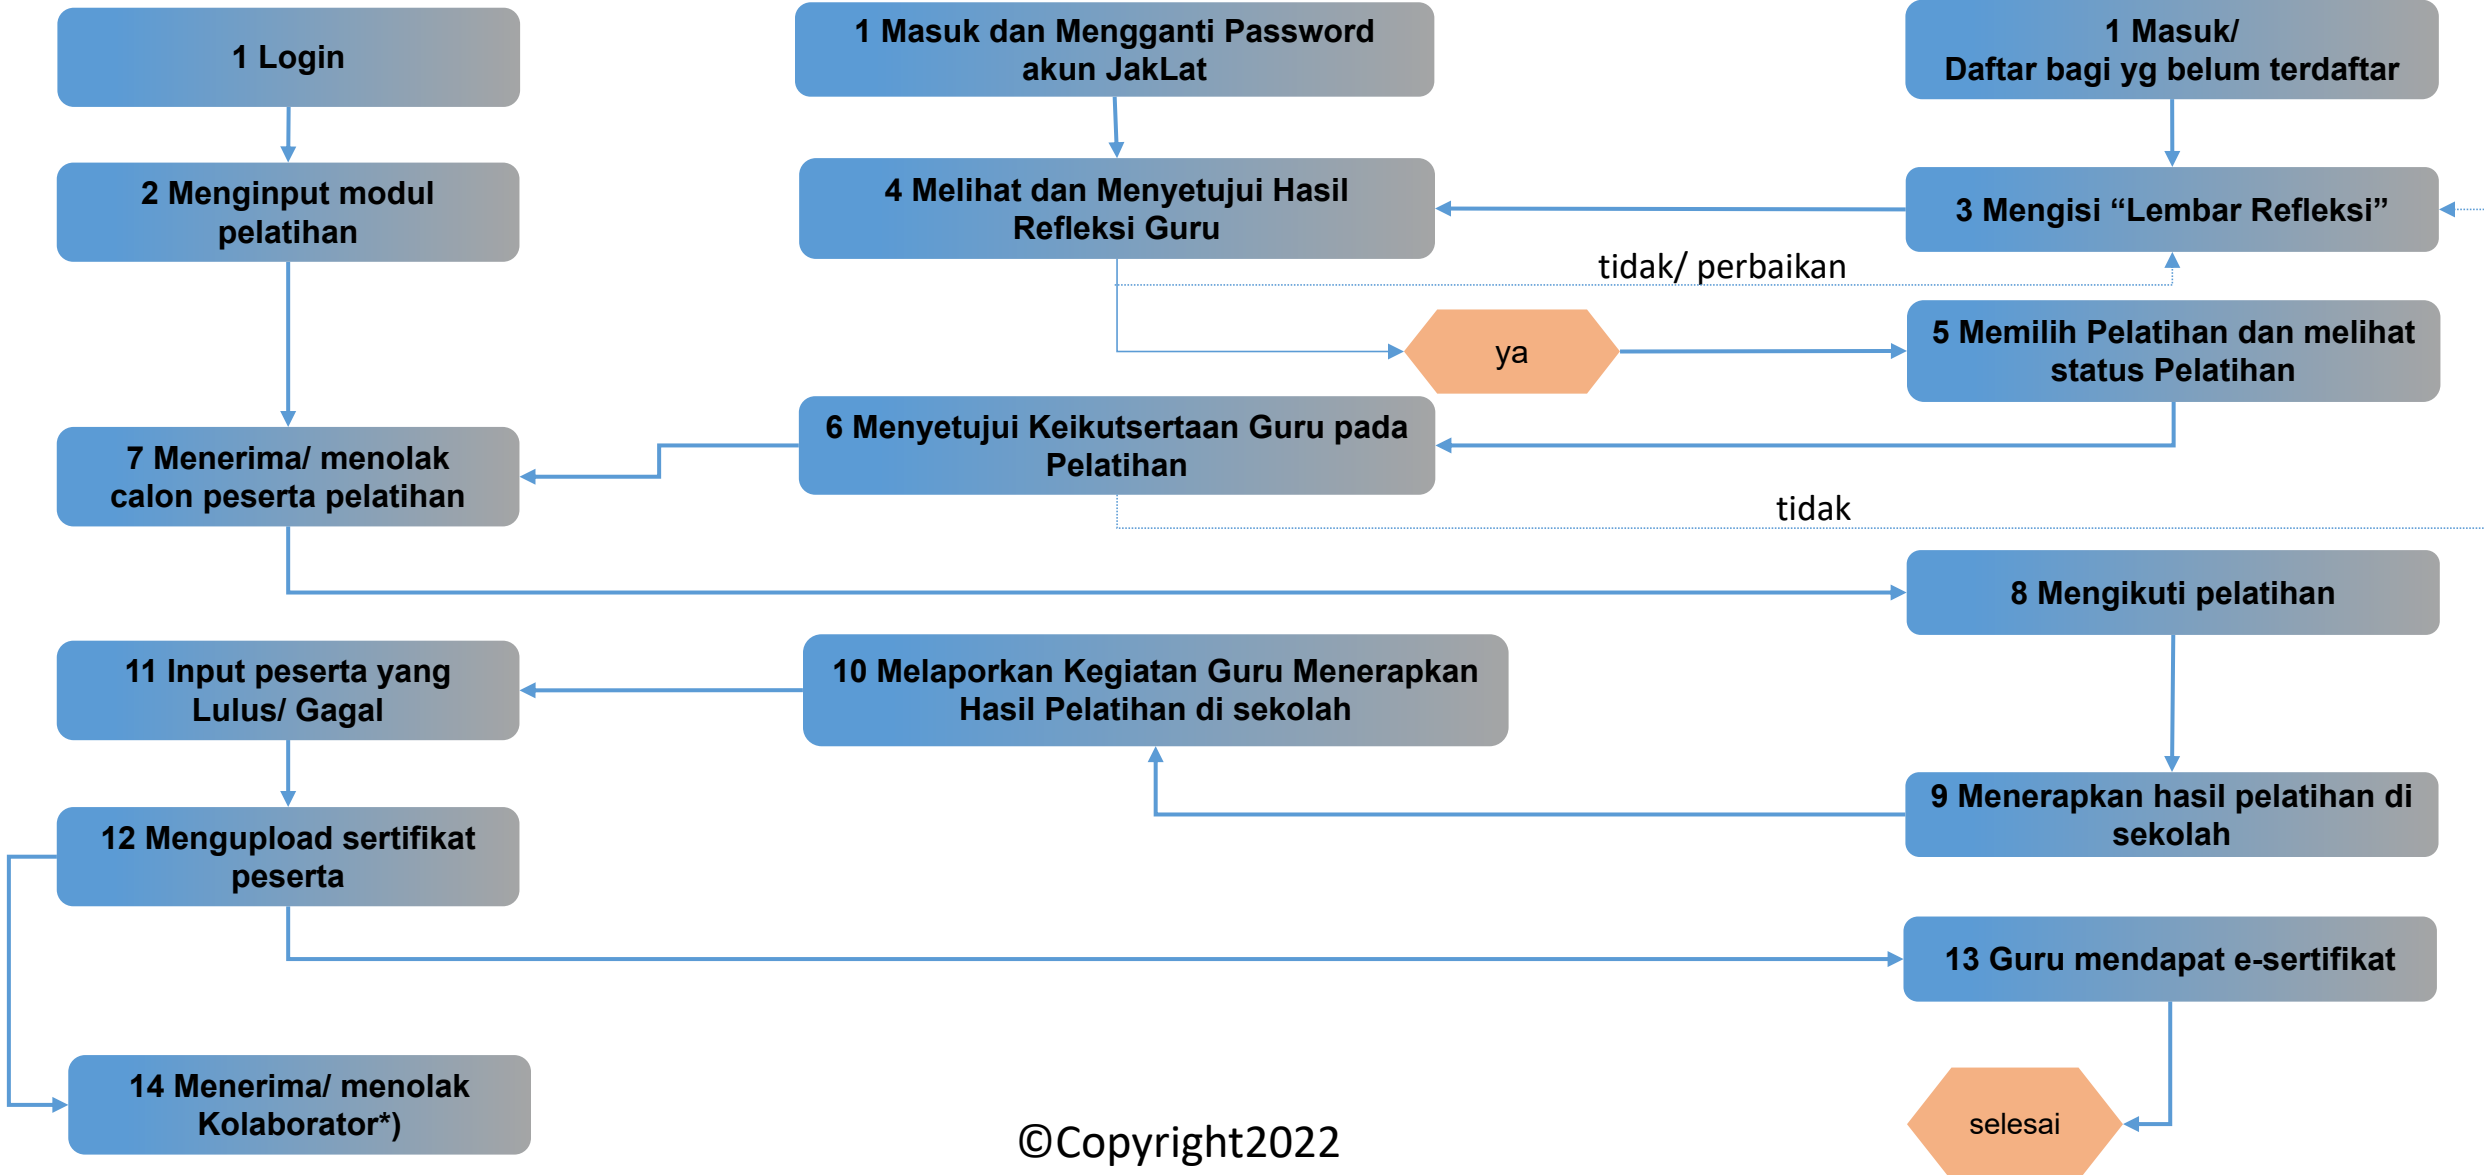 1 Login
1 Masuk dan Mengganti Password
akun JakLat
1 Masuk/
Daftar bagi yg belum terdaftar
2 Menginput modul
pelatihan
4 Melihat dan Menyetujui Hasil
Refleksi Guru
3 Mengisi “Lembar Refleksi”
tidak/ perbaikan
ya
5 Memilih Pelatihan dan melihat
status Pelatihan
6 Menyetujui Keikutsertaan Guru pada
Pelatihan
7 Menerima/ menolak
calon peserta pelatihan
tidak
8 Mengikuti pelatihan
11 Input peserta yang
Lulus/ Gagal
10 Melaporkan Kegiatan Guru Menerapkan
Hasil Pelatihan di sekolah
9 Menerapkan hasil pelatihan di
sekolah
12 Mengupload sertifikat
peserta
13 Guru mendapat e-sertifikat
14 Menerima/ menolak
Kolaborator*)
selesai
©Copyright2022